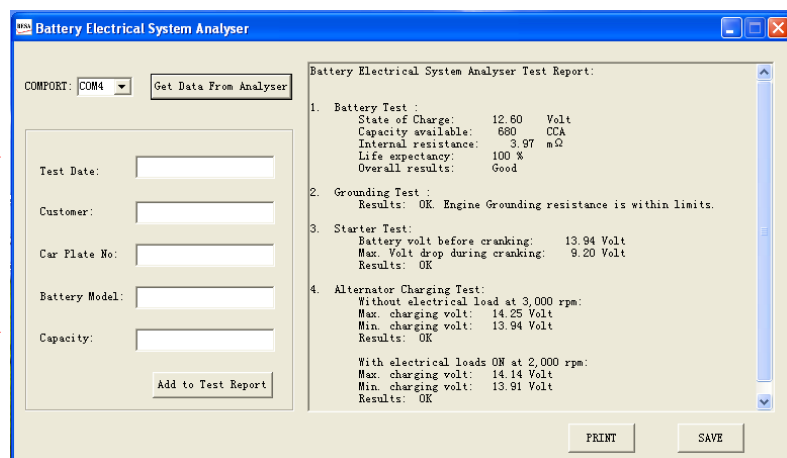 BESA Battery Electrical System Analyser
COMPORT: COM4
Get Data From Analyser
Test Date:
Customer:
Car Plate No:
Battery Model:
Capacity:
Add to Test Report
Battery Electrical System Analyser Test Report:
1. Battery Test :
State of Charge: 12.60 Volt
Capacity available: 680 CCA
Internal resistance: 3.97 mΩ
Life expectancy: 100 %
Overall results: Good
2. Grounding Test :
Results: OK. Engine Grounding resistance is within limits.
3. Starter Test:
Battery volt before cranking: 13.94 Volt
Max. Volt drop during cranking: 9.20 Volt
Results: OK
4. Alternator Charging Test:
Without electrical load at 3,000 rpm:
Max. charging volt: 14.25 Volt
Min. charging volt: 13.94 Volt
Results: OK
With electrical loads ON at 2,000 rpm:
Max. charging volt: 14.14 Volt
Min. charging volt: 13.91 Volt
Results: OK
PRINT
SAVE